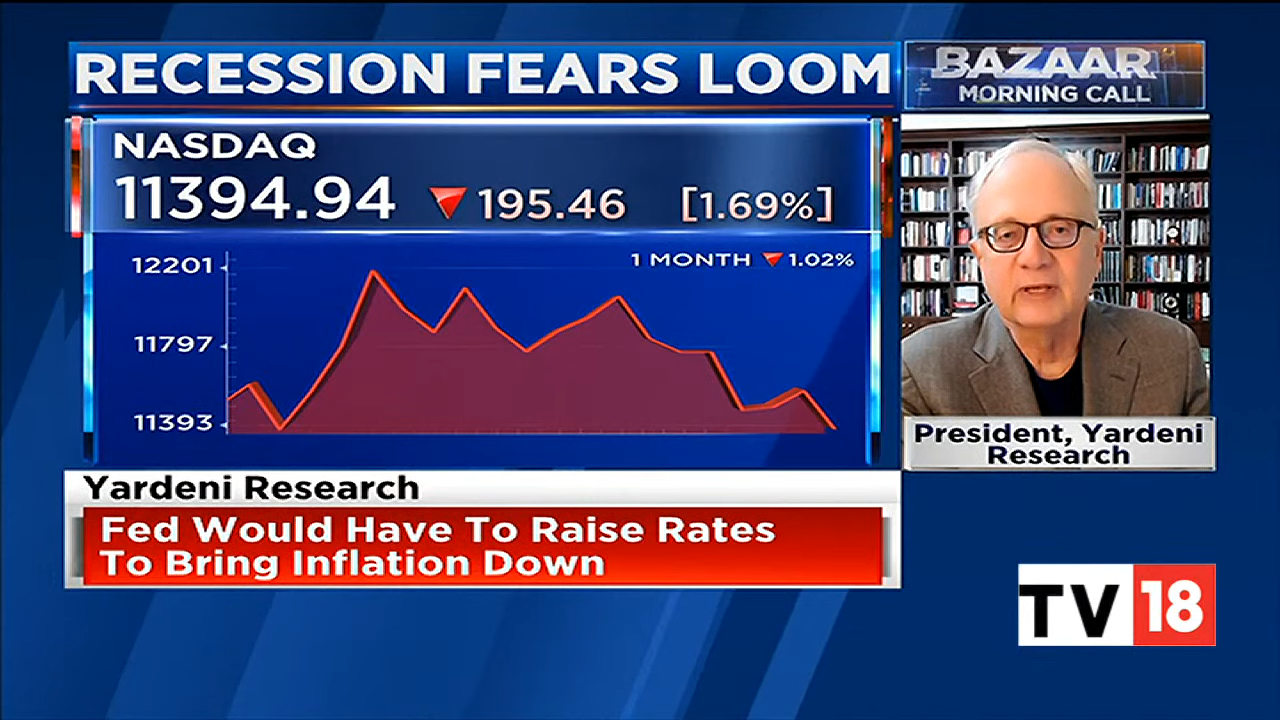 RECESSION FEARS LOOM
BAZAAR
MORNING CALL
NASDAQ
11394.94 195.46 [1.69%]
1 MONTH 1.02%
12201
11797
11393
President, Yardeni
Research
Yardeni Research
Fed Would Have To Raise Rates
To Bring Inflation Down
TV18